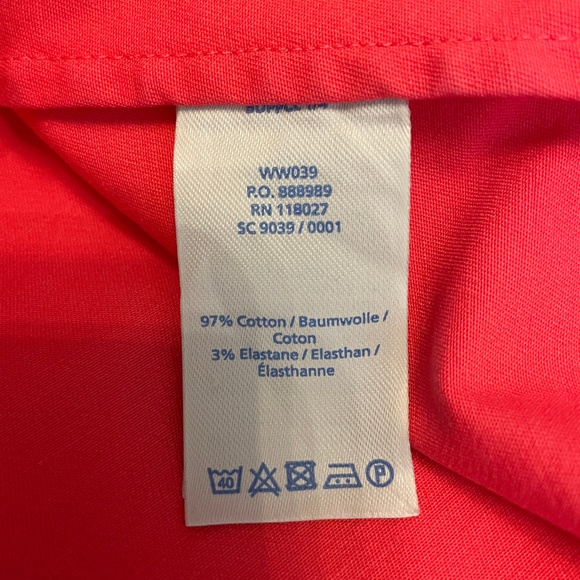 WW039
P.O. 888989
RN 118027
SC 9039 / 0001
97% Cotton / Baumwolle /
Coton
3% Elastane / Elasthan /
Élasthanne
40
P